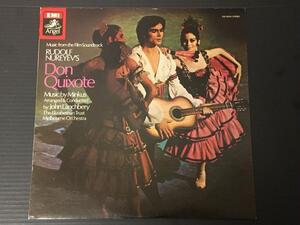 EMI
Angel
Music from the Film Soundtrack
RUDOLF
NUREYEV'S
Don
Quixote
Music by Minkus
Arranged & Conducted
by John Lanchbery
The Elizabethan Trust
Melbourne Orchestra